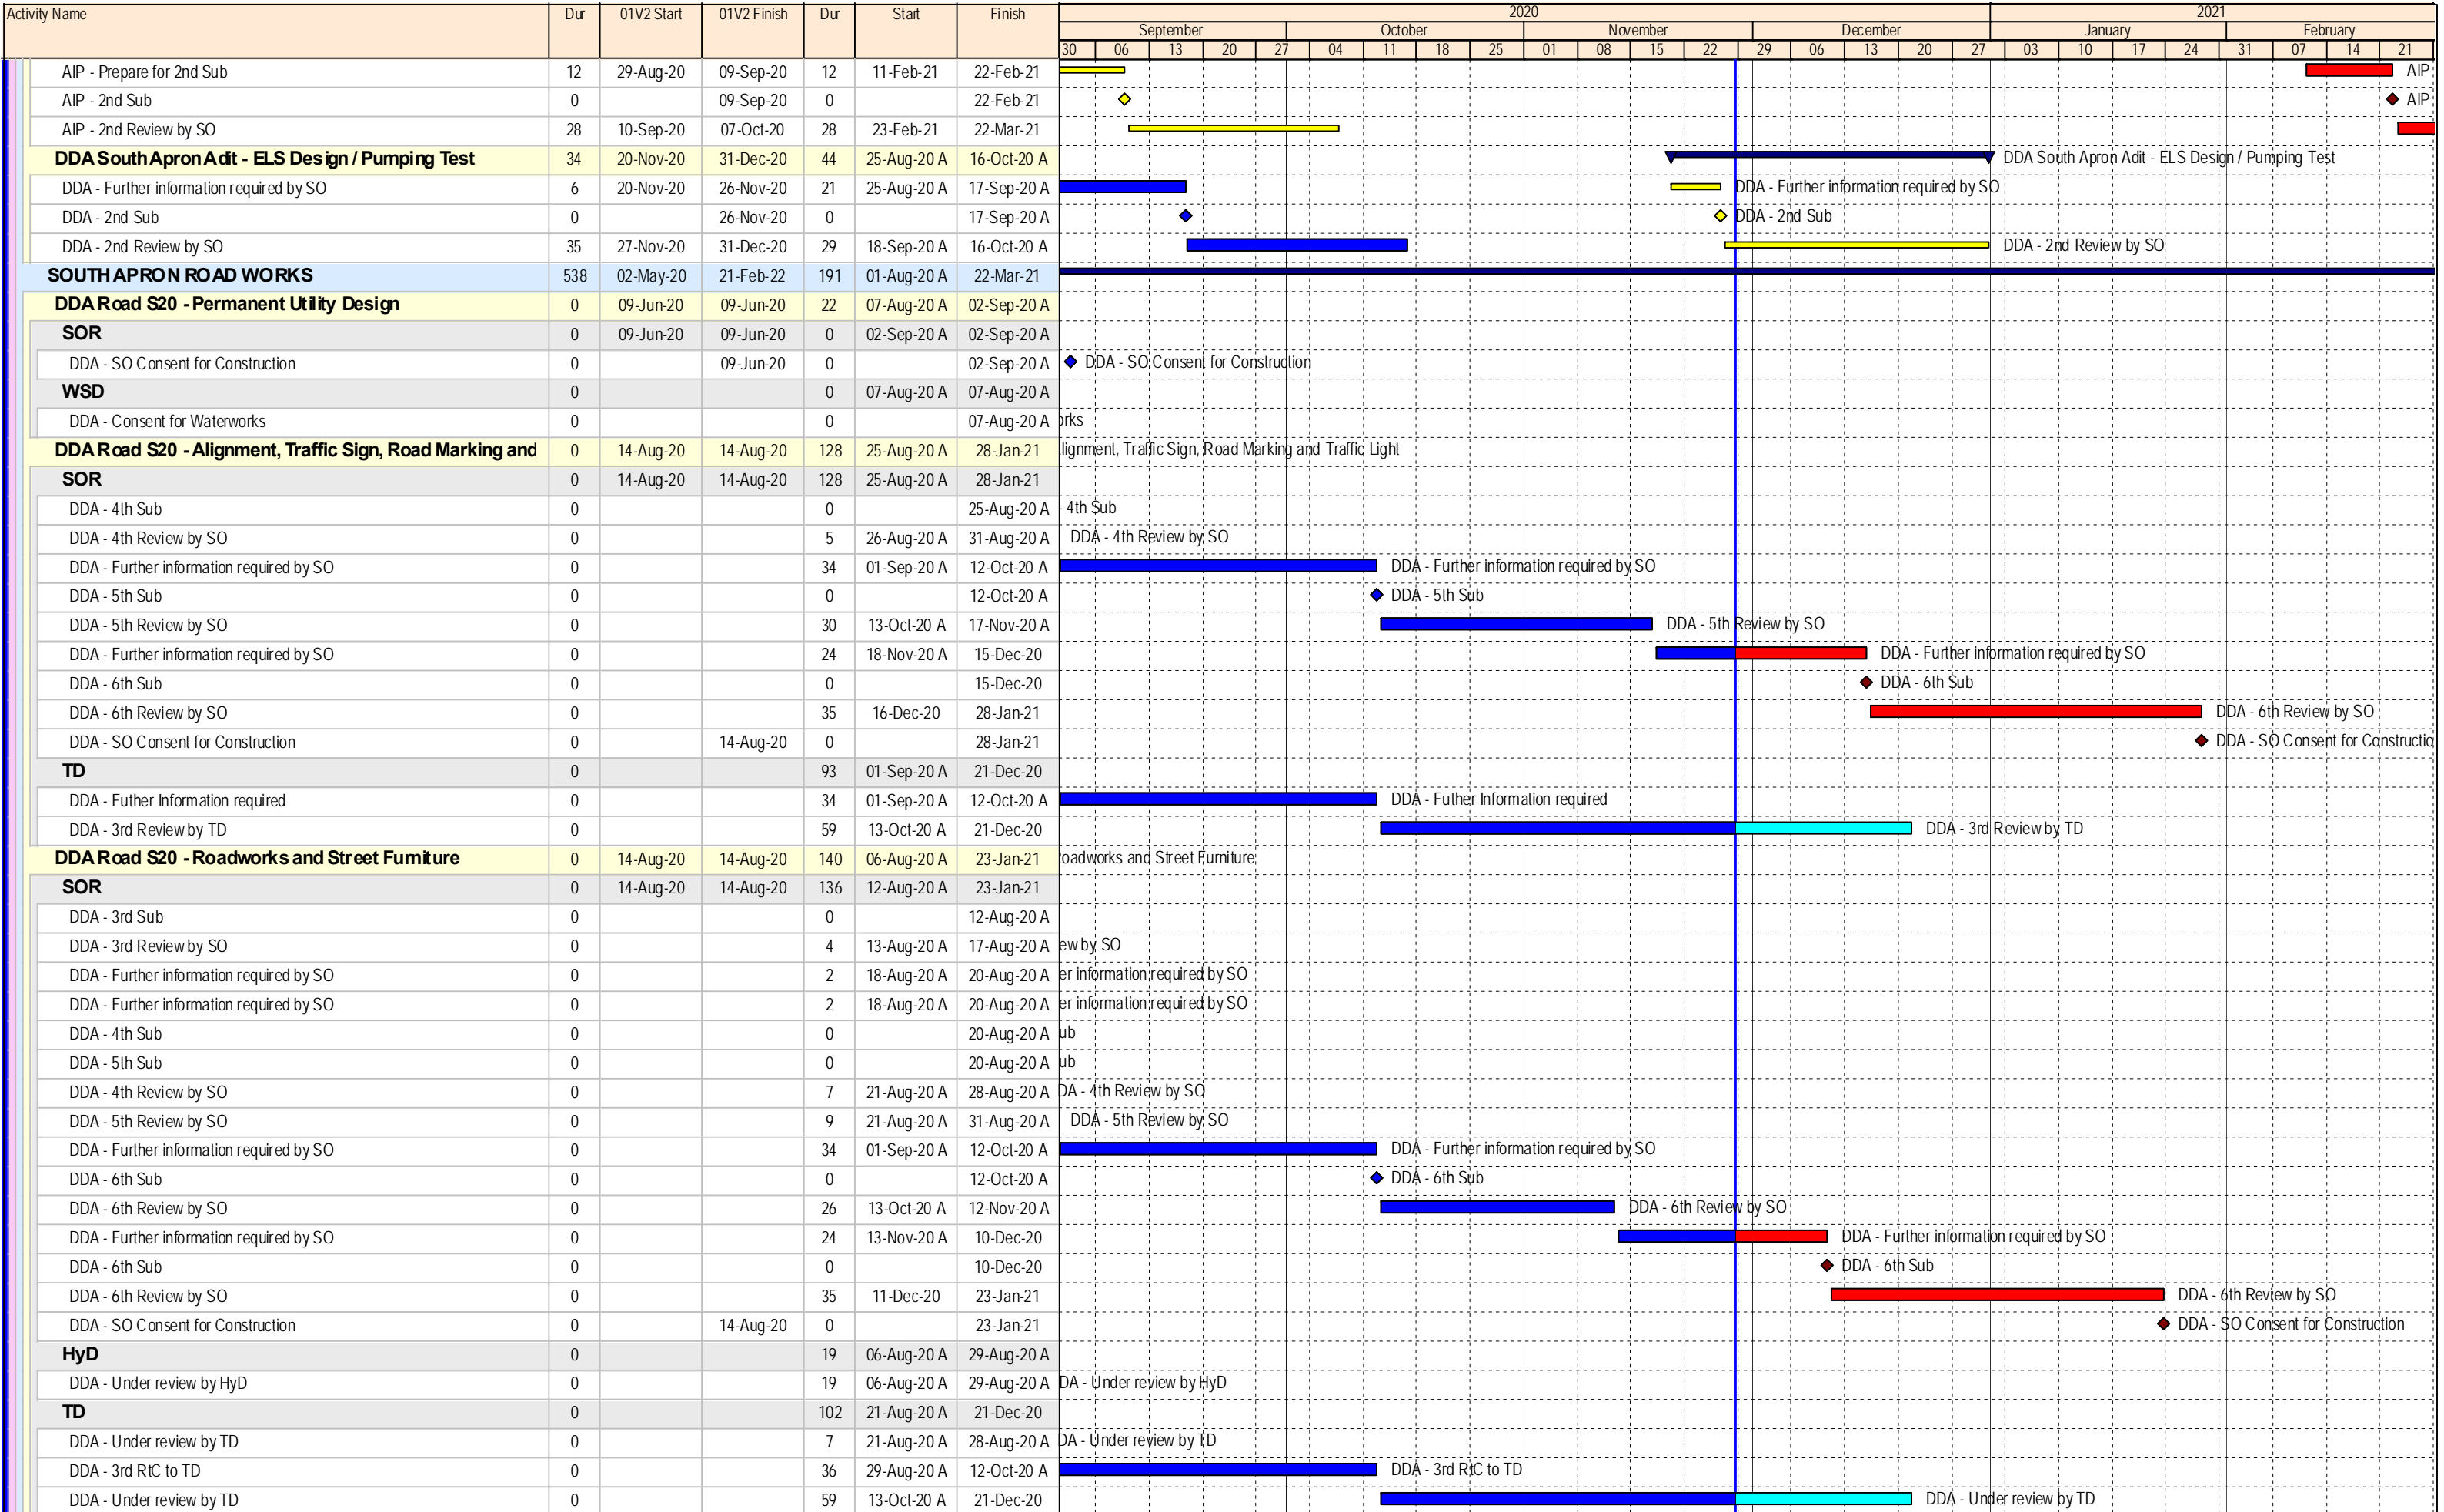 Activity Name Dur 01V2 Start 01V2 Finish Dur Start Finish 2020 2021
September October November December January February
30 06 13 20 27 04 11 18 25 01 08 15 22 29 06 13 20 27 03 10 17 24 31 07 14 21
AIP - Prepare for 2nd Sub 12 29-Aug-20 09-Sep-20 12 11-Feb-21 22-Feb-21 AIP
AIP - 2nd Sub 0 09-Sep-20 0 22-Feb-21 AIP
AIP - 2nd Review by SO 28 10-Sep-20 07-Oct-20 28 23-Feb-21 22-Mar-21
DDA South Apron Adit - ELS Design / Pumping Test 34 20-Nov-20 31-Dec-20 44 25-Aug-20 A 16-Oct-20 A DDA South Apron Adit - ELS Design / Pumping Test
DDA - Further information required by SO 6 20-Nov-20 26-Nov-20 21 25-Aug-20 A 17-Sep-20 A DDA - Further information required by SO
DDA - 2nd Sub 0 26-Nov-20 0 17-Sep-20 A DDA - 2nd Sub
DDA - 2nd Review by SO 35 27-Nov-20 31-Dec-20 29 18-Sep-20 A 16-Oct-20 A DDA - 2nd Review by SO
SOUTH APRON ROAD WORKS 538 02-May-20 21-Feb-22 191 01-Aug-20 A 22-Mar-21
DDA Road S20 - Permanent Utility Design 0 09-Jun-20 09-Jun-20 22 07-Aug-20 A 02-Sep-20 A
SOR 0 09-Jun-20 09-Jun-20 0 02-Sep-20 A 02-Sep-20 A
DDA - SO Consent for Construction 0 09-Jun-20 0 02-Sep-20 A DDA - SO Consent for Construction
WSD 0 0 07-Aug-20 A 07-Aug-20 A
DDA - Consent for Waterworks 0 0 07-Aug-20 A orks
DDA Road S20 - Alignment, Traffic Sign, Road Marking and 0 14-Aug-20 14-Aug-20 128 25-Aug-20 A 28-Jan-21 lignment, Traffic Sign, Road Marking and Traffic Light
SOR 0 14-Aug-20 14-Aug-20 128 25-Aug-20 A 28-Jan-21
DDA - 4th Sub 0 0 25-Aug-20 A 4th Sub
DDA - 4th Review by SO 0 5 26-Aug-20 A 31-Aug-20 A DDA - 4th Review by SO
DDA - Further information required by SO 0 34 01-Sep-20 A 12-Oct-20 A DDA - Further information required by SO
DDA - 5th Sub 0 0 12-Oct-20 A DDA - 5th Sub
DDA - 5th Review by SO 0 30 13-Oct-20 A 17-Nov-20 A DDA - 5th Review by SO
DDA - Further information required by SO 0 24 18-Nov-20 A 15-Dec-20 DDA - Further information required by SO
DDA - 6th Sub 0 0 15-Dec-20 DDA - 6th Sub
DDA - 6th Review by SO 0 35 16-Dec-20 28-Jan-21 DDA - 6th Review by SO
DDA - SO Consent for Construction 0 14-Aug-20 0 28-Jan-21 DDA - SO Consent for Constructio
TD 0 93 01-Sep-20 A 21-Dec-20
DDA - Futher Information required 0 34 01-Sep-20 A 12-Oct-20 A DDA - Futher Information required
DDA - 3rd Review by TD 0 59 13-Oct-20 A 21-Dec-20 DDA - 3rd Review by TD
DDA Road S20 - Roadworks and Street Furniture 0 14-Aug-20 14-Aug-20 140 06-Aug-20 A 23-Jan-21 oadworks and Street Furniture
SOR 0 14-Aug-20 14-Aug-20 136 12-Aug-20 A 23-Jan-21
DDA - 3rd Sub 0 0 12-Aug-20 A
DDA - 3rd Review by SO 0 4 13-Aug-20 A 17-Aug-20 A ew by SO
DDA - Further information required by SO 0 2 18-Aug-20 A 20-Aug-20 A er information required by SO
DDA - Further information required by SO 0 2 18-Aug-20 A 20-Aug-20 A er information required by SO
DDA - 4th Sub 0 0 20-Aug-20 A ub
DDA - 5th Sub 0 0 20-Aug-20 A ub
DDA - 4th Review by SO 0 7 21-Aug-20 A 28-Aug-20 A DA - 4th Review by SO
DDA - 5th Review by SO 0 9 21-Aug-20 A 31-Aug-20 A DDA - 5th Review by SO
DDA - Further information required by SO 0 34 01-Sep-20 A 12-Oct-20 A DDA - Further information required by SO
DDA - 6th Sub 0 0 12-Oct-20 A DDA - 6th Sub
DDA - 6th Review by SO 0 26 13-Oct-20 A 12-Nov-20 A DDA - 6th Review by SO
DDA - Further information required by SO 0 24 13-Nov-20 A 10-Dec-20 DDA - Further information required by SO
DDA - 6th Sub 0 0 10-Dec-20 DDA - 6th Sub
DDA - 6th Review by SO 0 35 11-Dec-20 23-Jan-21 DDA - 6th Review by SO
DDA - SO Consent for Construction 0 14-Aug-20 0 23-Jan-21 DDA - SO Consent for Construction
HyD 0 19 06-Aug-20 A 29-Aug-20 A
DDA - Under review by HyD 0 19 06-Aug-20 A 29-Aug-20 A DA - Under review by HyD
TD 0 102 21-Aug-20 A 21-Dec-20
DDA - Under review by TD 0 7 21-Aug-20 A 28-Aug-20 A DA - Under review by TD
DDA - 3rd RtC to TD 0 36 29-Aug-20 A 12-Oct-20 A DDA - 3rd RtC to TD
DDA - Under review by TD 0 59 13-Oct-20 A 21-Dec-20 DDA - Under review by TD